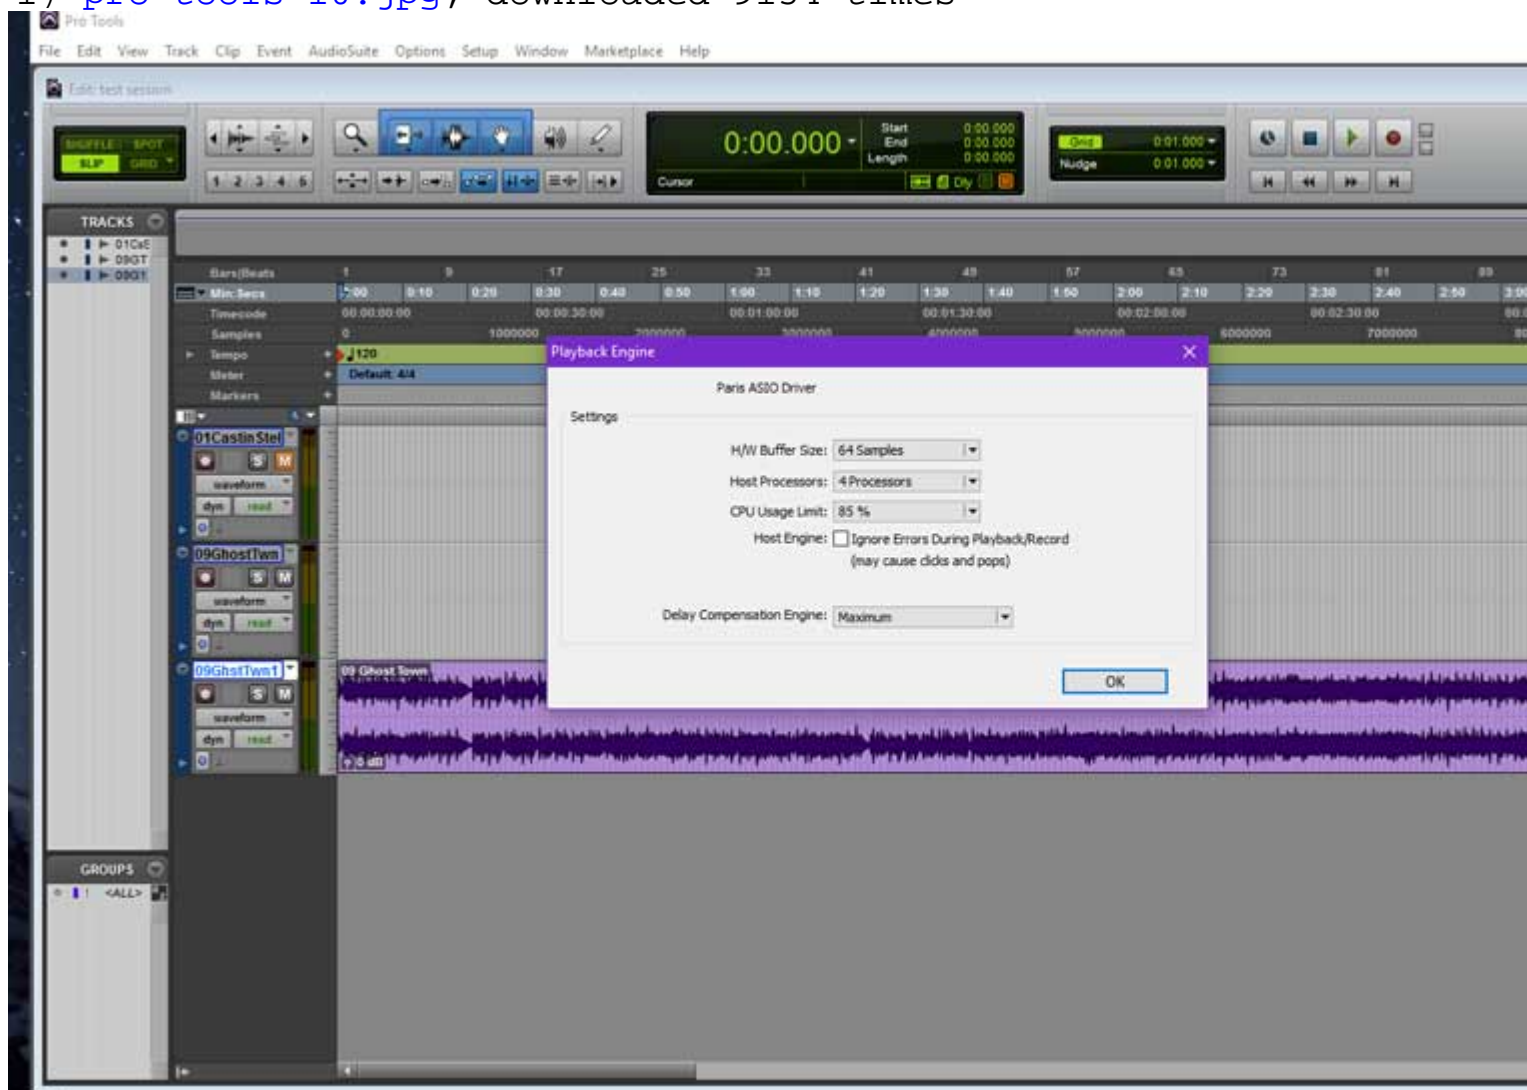 Pro Tools
File Edit View Track Clip Event AudioSuite Options Setup Window Marketplace Help
Edit: test session
SHUFFLE SPOT
SLIP GRID
1 2 3 4 5
0:00.000
Start 0:00.000
End 0:00.000
Length 0:00.000
Cursor
Dly
Grid 0:01.000
Nudge 0:01.000
TRACKS
09GT
Bars|Beats 1 9 17 25 33 41 49 57 65 73 81 89
Min:Secs 0:10 0:20 0:30 0:40 0:50 1:00 1:10 1:20 1:30 1:40 1:50 2:00 2:10 2:20 2:30 2:40 2:50
Timecode 00:00:00:00 00:00:30:00 00:01:00:00 00:01:30:00 00:02:00:00 00:02:30:00
Samples 0 1000000 2000000 3000000 4000000 5000000 6000000 7000000
Tempo 120
Meter Default: 4/4
Markers
01CastinStel
S M
waveform
dyn read
09GhostTwn
S M
waveform
dyn read
09GhstTwn1
S M
waveform
dyn read
09 Ghost Town
0 dB
Playback Engine
Paris ASIO Driver
Settings
H/W Buffer Size: 64 Samples
Host Processors: 4 Processors
CPU Usage Limit: 85 %
Host Engine: Ignore Errors During Playback/Record
(may cause clicks and pops)
Delay Compensation Engine: Maximum
OK
GROUPS
! <ALL>